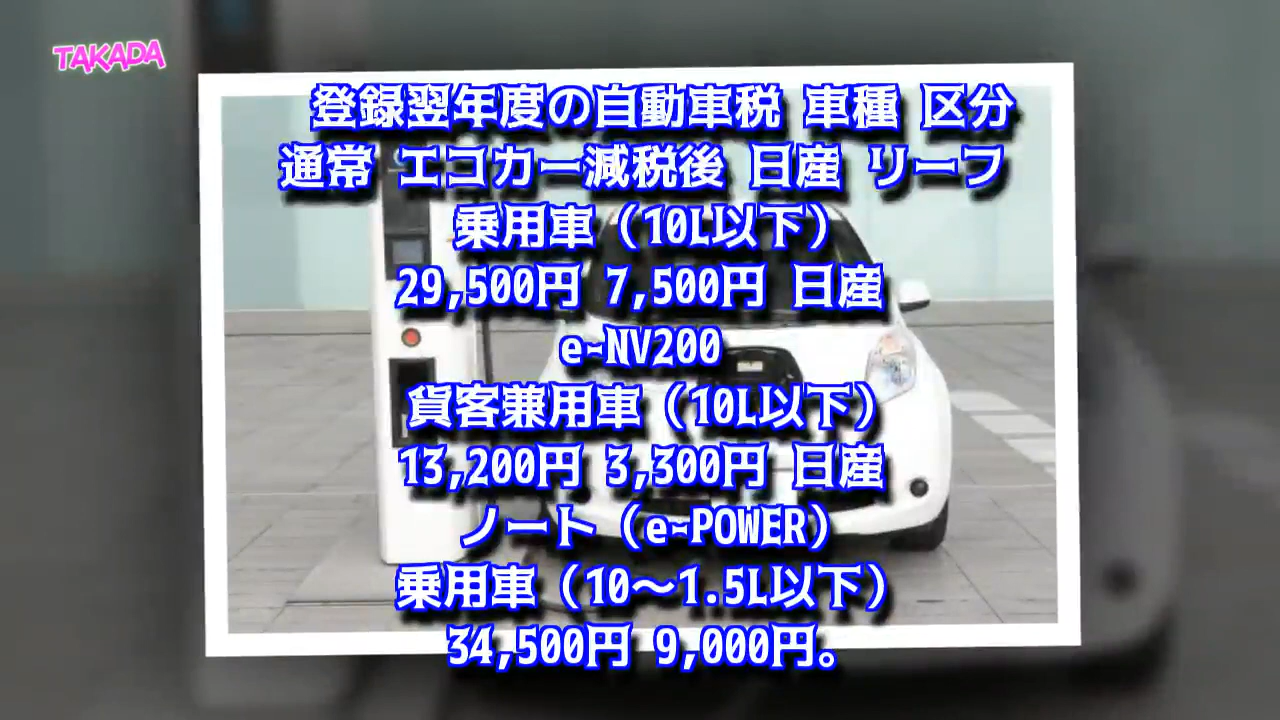 TAKADA
登録翌年度の自動車税 車種 区分
通常 エコカー減税後 日産 リーフ
乗用車（10L以下）
29,500円 7,500円 日産
e-NV200
貨客兼用車（10L以下）
13,200円 3,300円 日産
ノート（e-POWER）
乗用車（10～1.5L以下）
34,500円 9,000円。